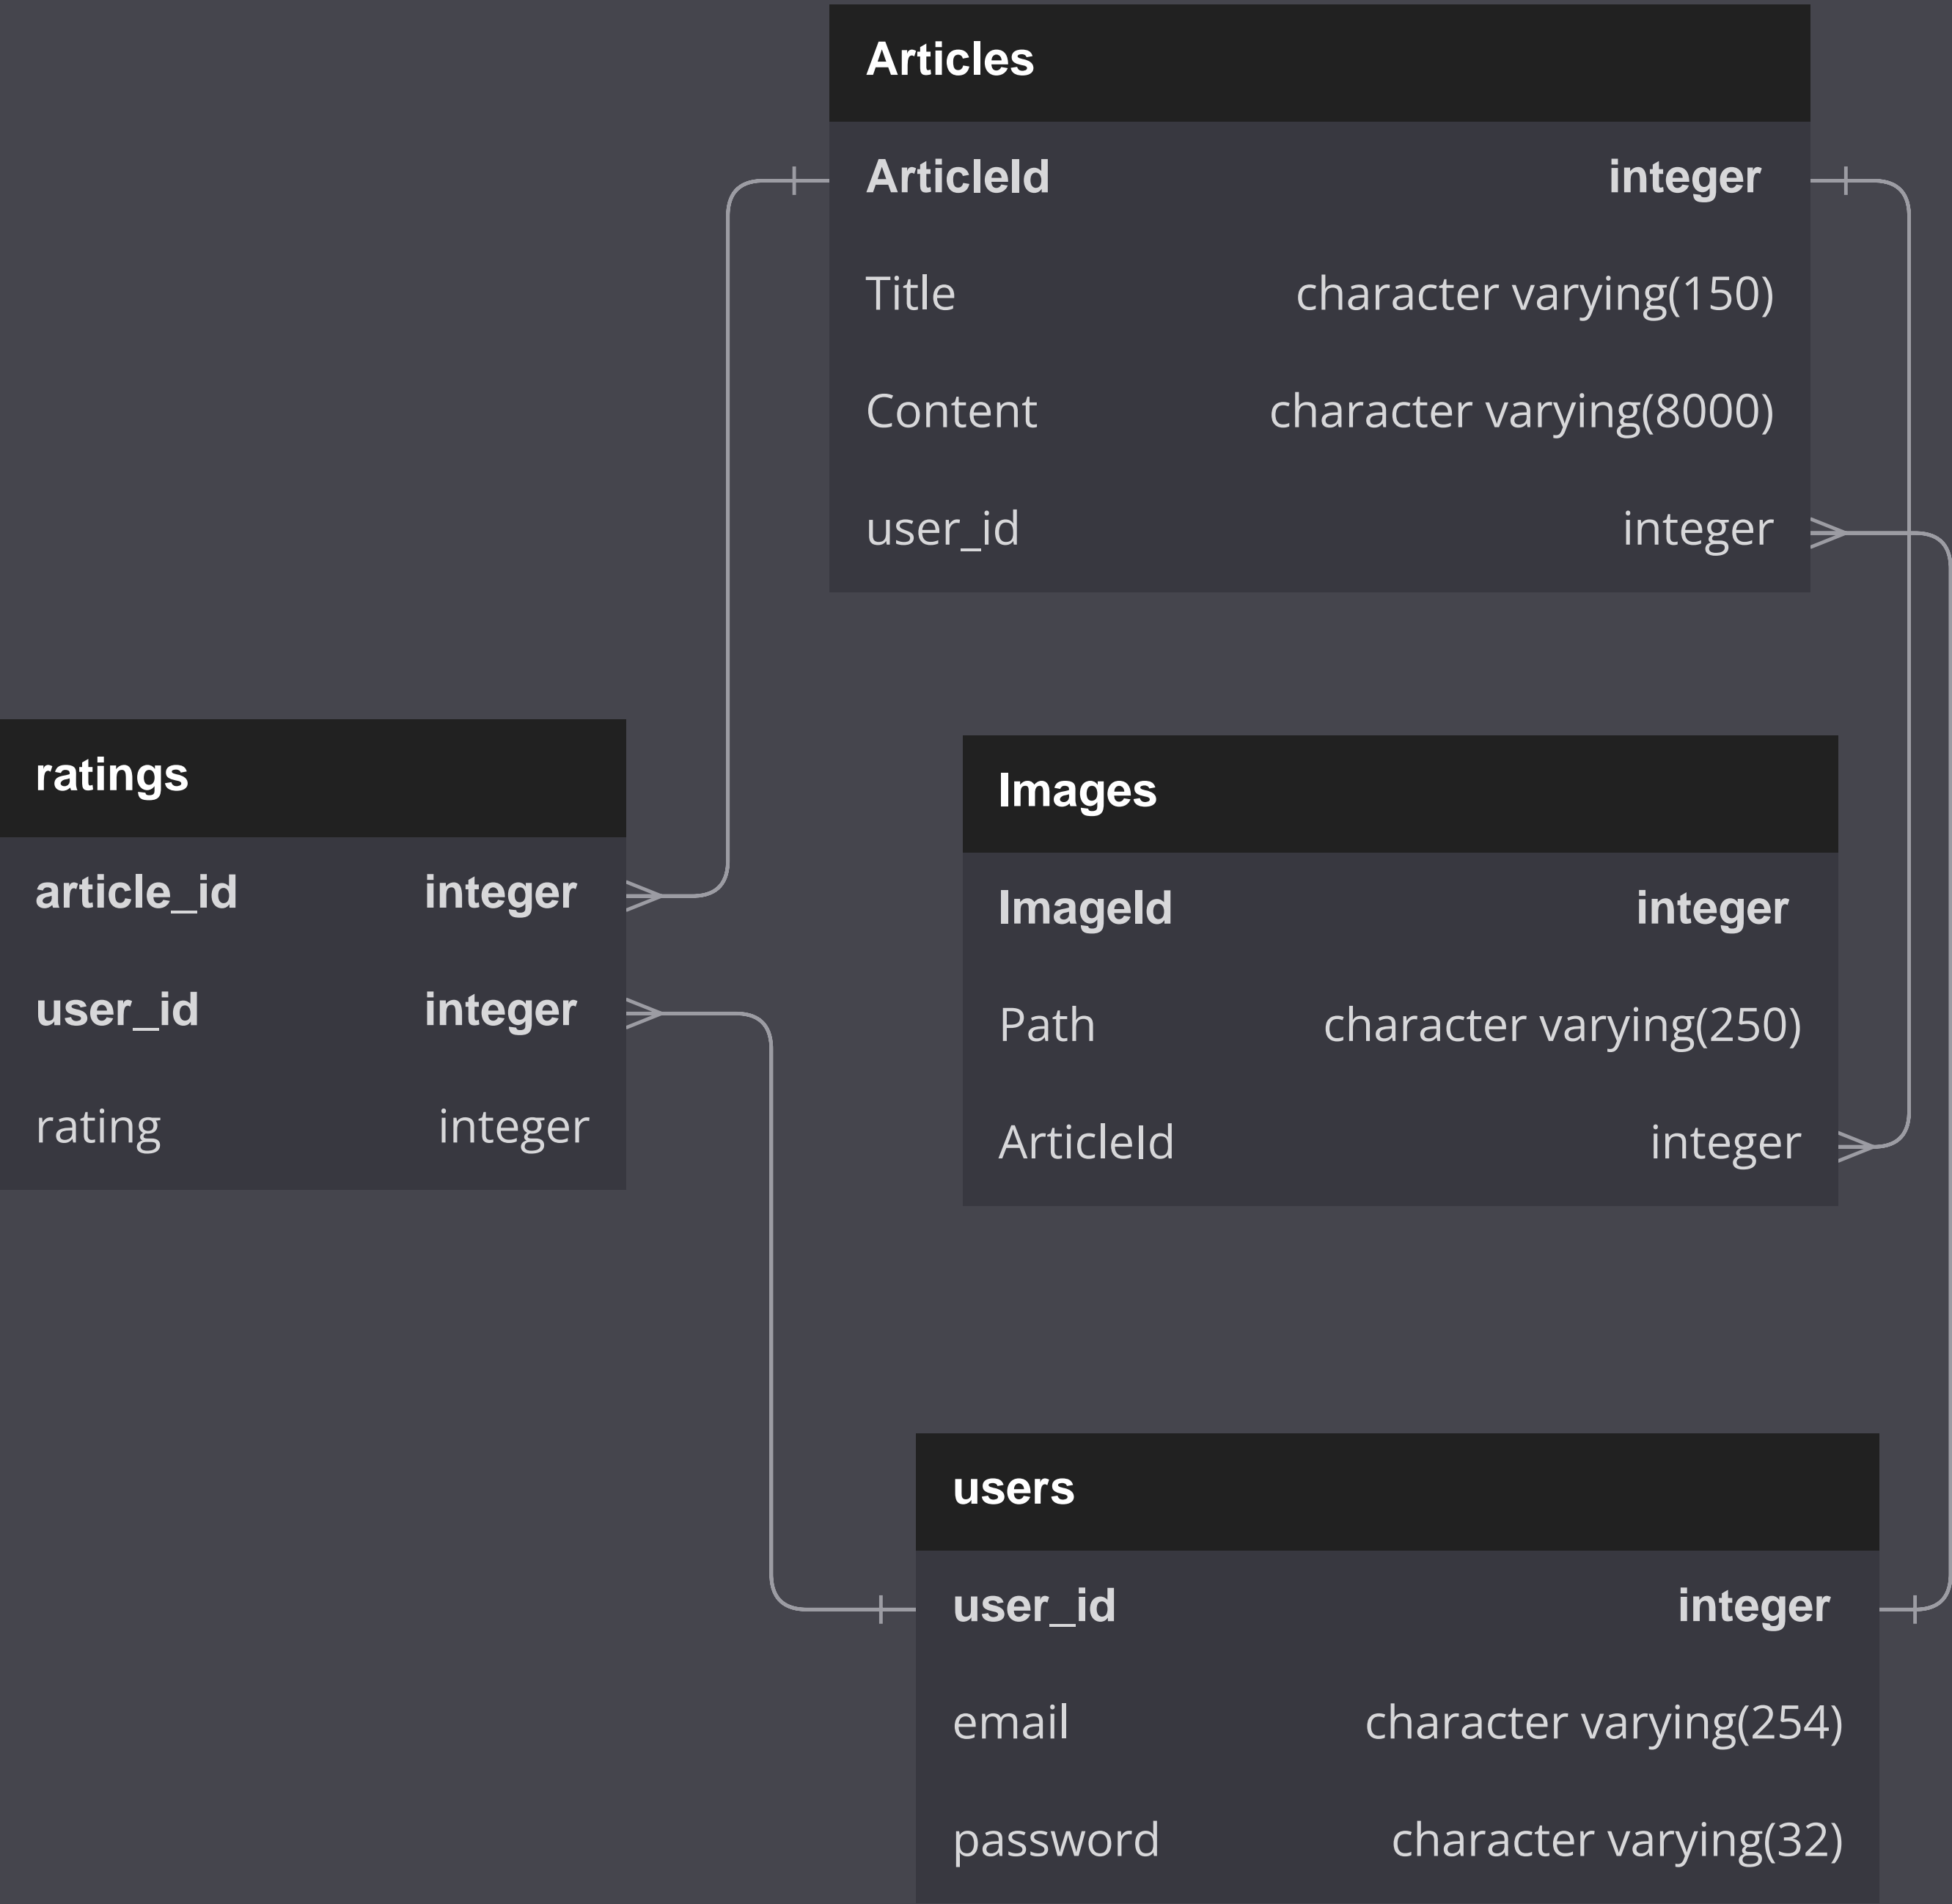 Articles
ArticleId integer
Title character varying(150)
Content character varying(8000)
user_id integer
ratings
article_id integer
user_id integer
rating integer
Images
ImageId integer
Path character varying(250)
ArticleId integer
users
user_id integer
email character varying(254)
password character varying(32)